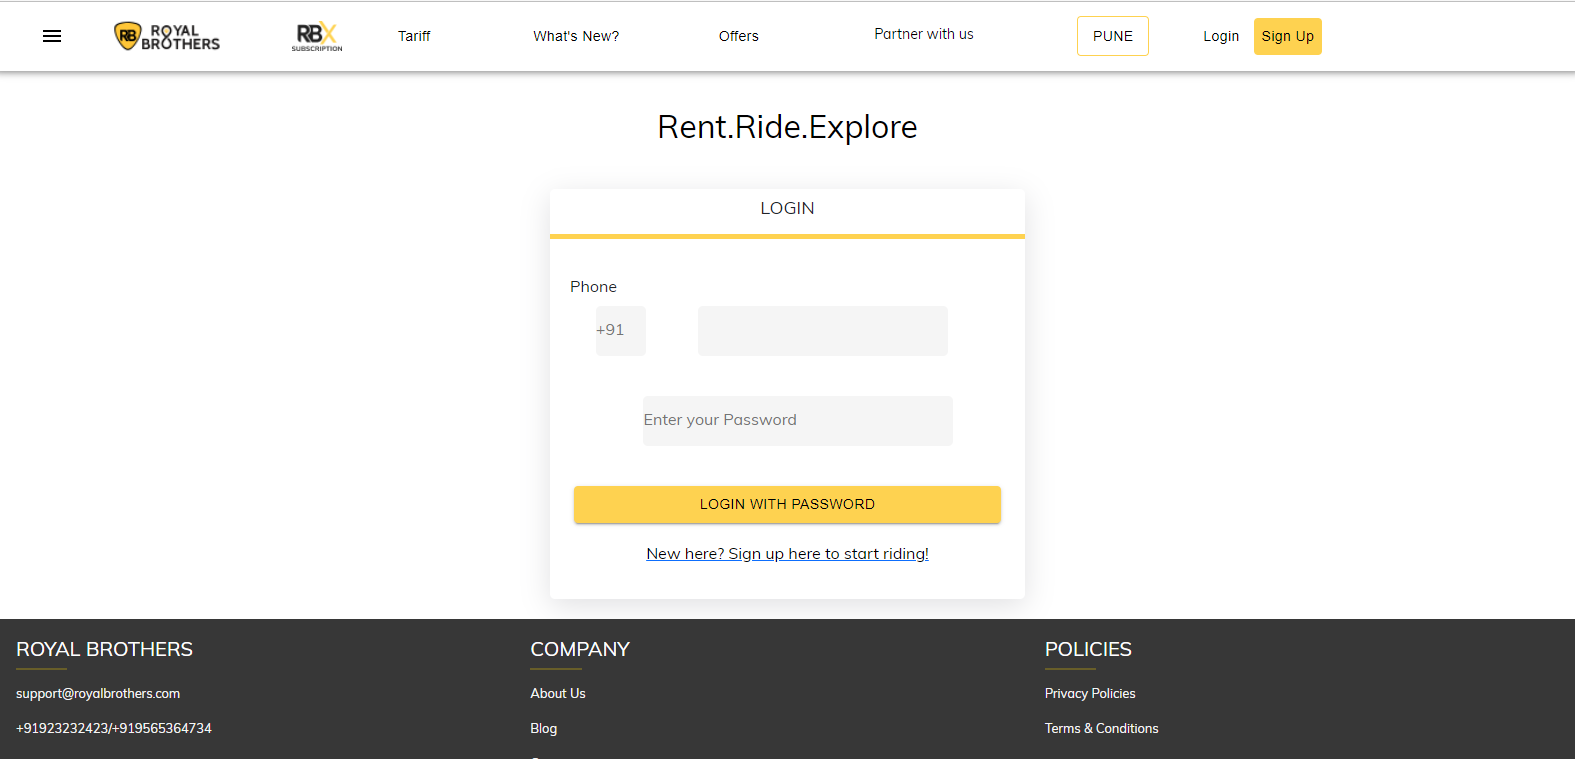 RB ROYAL BROTHERS
RBX SUBSCRIPTION
Tariff
What's New?
Offers
Partner with us
PUNE
Login
Sign Up
Rent.Ride.Explore
LOGIN
Phone
+91
Enter your Password
LOGIN WITH PASSWORD
New here? Sign up here to start riding!
ROYAL BROTHERS
support@royalbrothers.com
+91923232423/+919565364734
COMPANY
About Us
Blog
POLICIES
Privacy Policies
Terms & Conditions